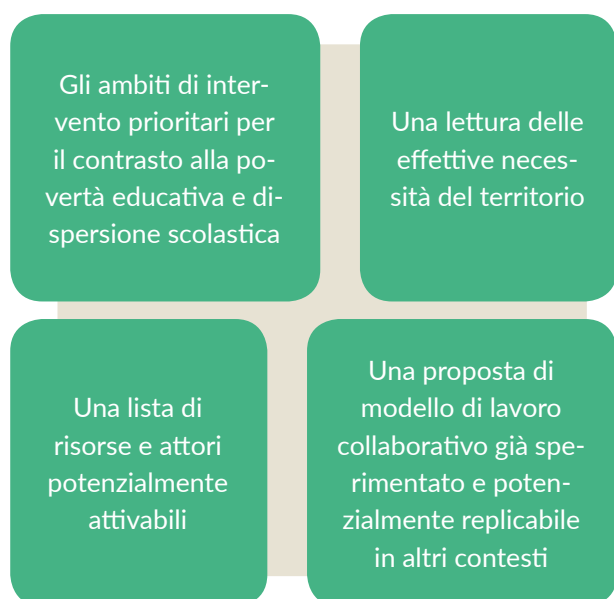 Gli ambiti di inter-
vento prioritari per
il contrasto alla po-
vertà educativa e di-
spersione scolastica
Una lettura delle
effettive neces-
sità del territorio
Una lista di
risorse e attori
potenzialmente
attivabili
Una proposta di
modello di lavoro
collaborativo già spe-
rimentato e poten-
zialmente replicabile
in altri contesti